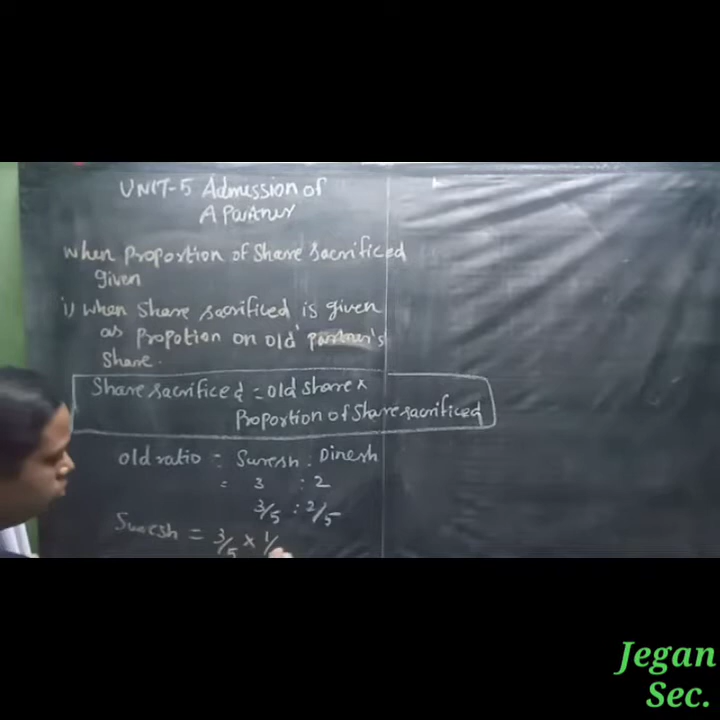 UNIT-5 Admission of
A Partner
when Proportion of Share sacrificed
given
i) when Share sacrificed is given
as Propotion on old partner's
Share.
Share sacrificed = old share x
Proportion of Share sacrificed
old ratio = Suresh : Dinesh
= 3 : 2
3/5 : 2/5
Suresh = 3/5 x 1/
Jegan
Sec.